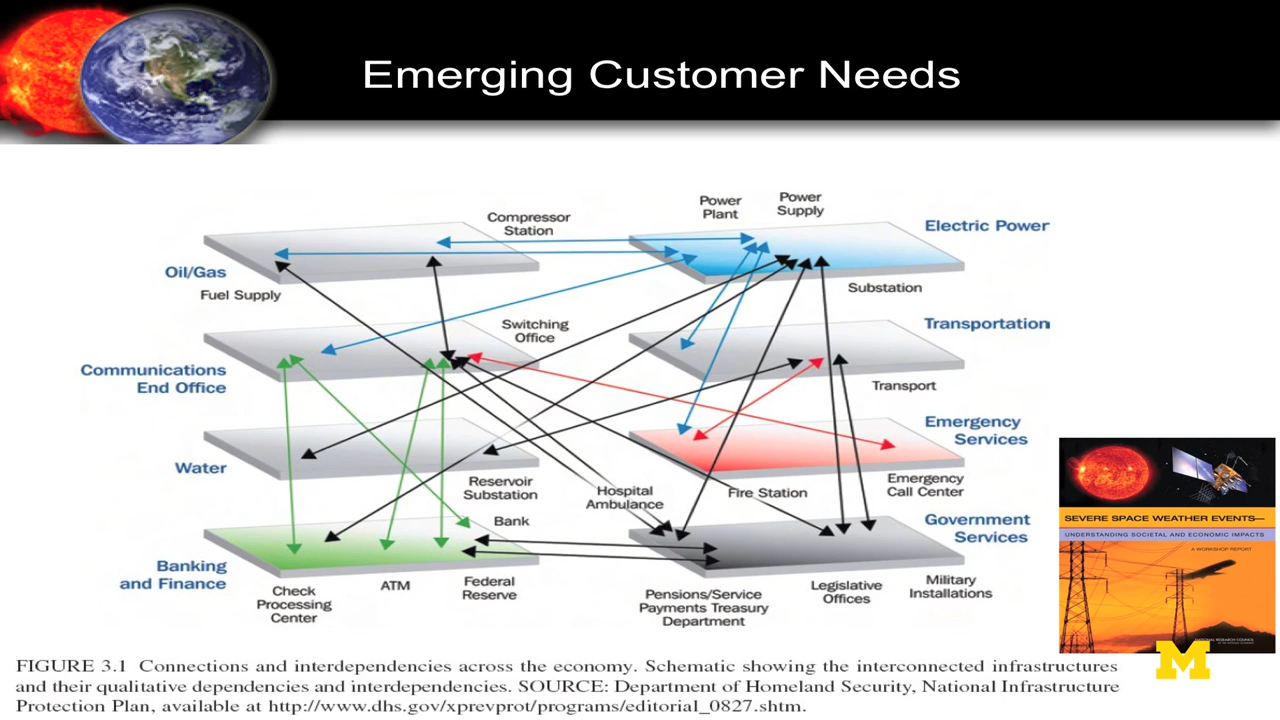 Emerging Customer Needs
Power
Plant
Power
Supply
Compressor
Station
Electric Power
Oil/Gas
Fuel Supply
Substation
Switching
Office
Transportation
Communications
End Office
Transport
Emergency
Services
Water
Reservoir
Substation
Hospital
Ambulance
Fire Station
Emergency
Call Center
Bank
Government
Services
Banking
and Finance
Check
Processing
Center
ATM
Federal
Reserve
Pensions/Service
Payments Treasury
Department
Legislative
Offices
Military
Installations
SEVERE SPACE WEATHER EVENTS—
UNDERSTANDING SOCIETAL AND ECONOMIC IMPACTS
A WORKSHOP REPORT
NATIONAL RESEARCH COUNCIL
M
FIGURE 3.1 Connections and interdependencies across the economy. Schematic showing the interconnected infrastructures
and their qualitative dependencies and interdependencies. SOURCE: Department of Homeland Security, National Infrastructure
Protection Plan, available at http://www.dhs.gov/xprevprot/programs/editorial_0827.shtm.